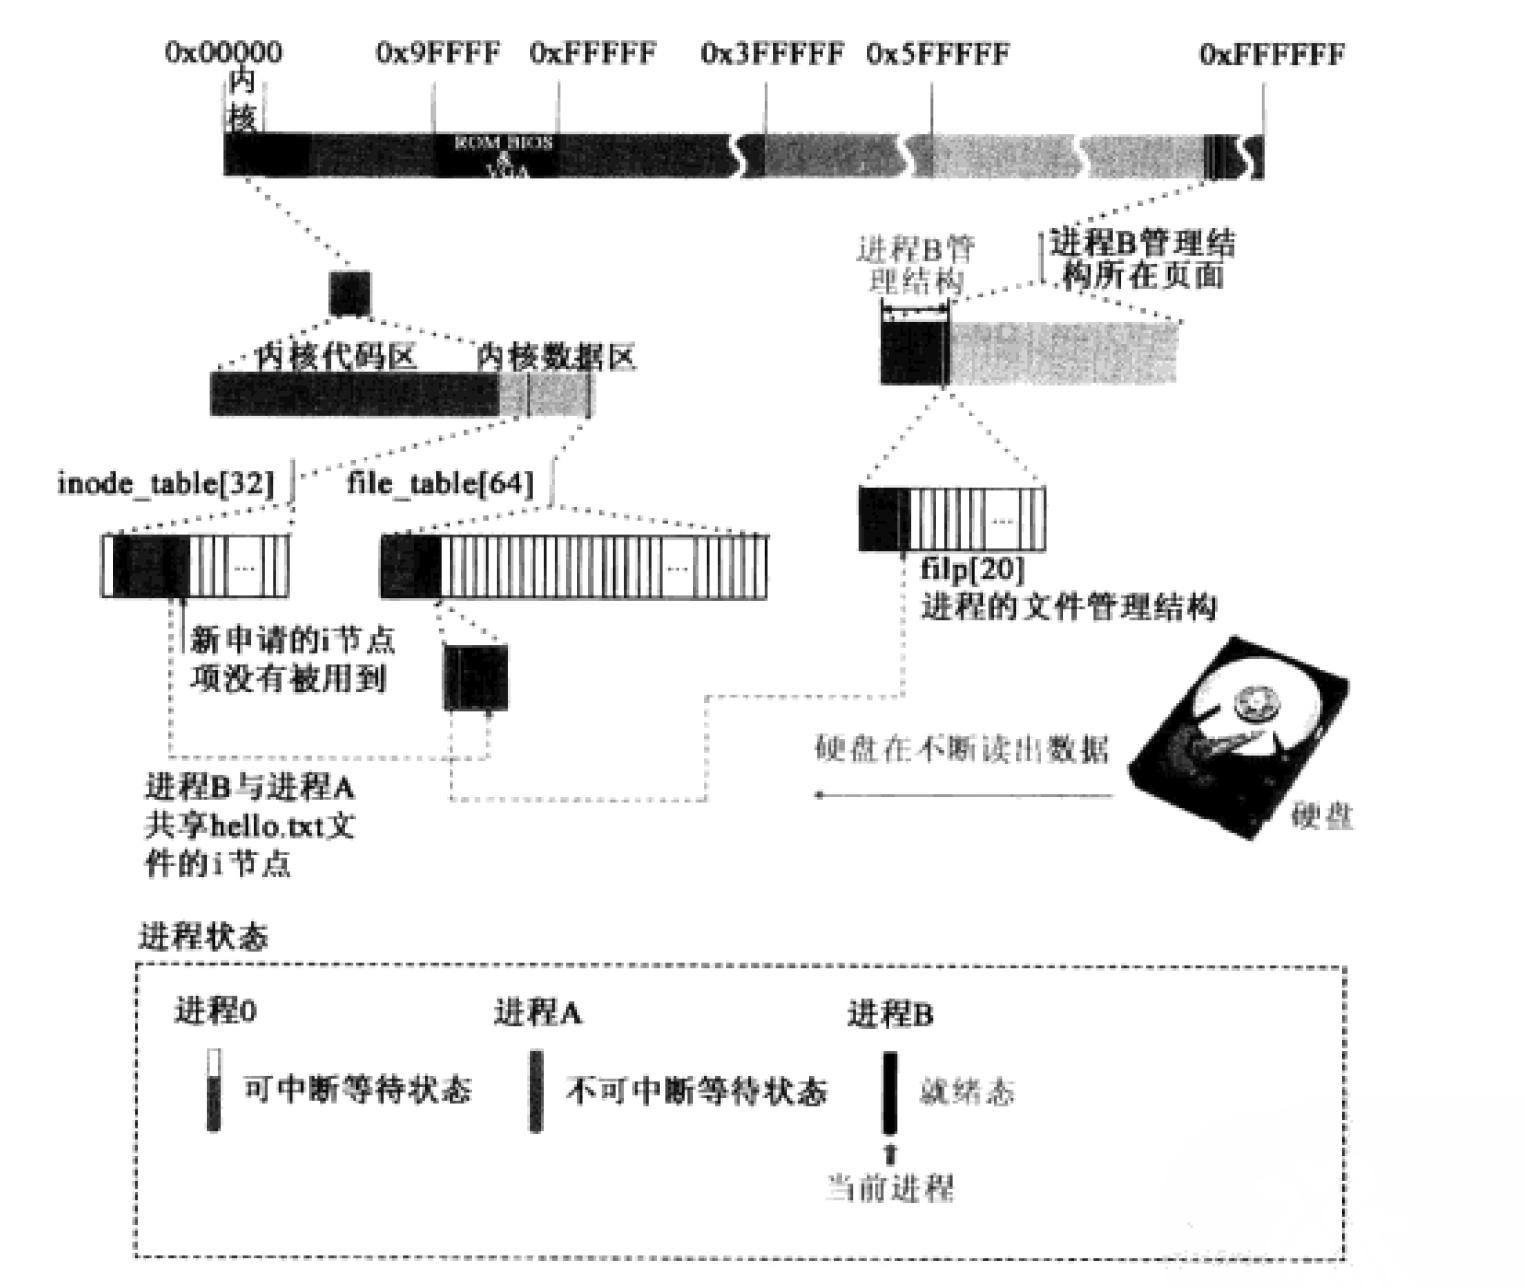 0x00000 0x9FFFF 0xFFFFF 0x3FFFFF 0x5FFFFF 0xFFFFFF
内
核
ROM BIOS
&
VGA
进程B管
理结构
进程B管理结
构所在页面
内核代码区 内核数据区
inode_table[32] file_table[64]
...
...
...
filp[20]
进程的文件管理结构
新申请的i节点
项没有被用到
硬盘在不断读出数据
硬盘
进程B与进程A
共享hello.txt文
件的i节点
进程状态
进程0 进程A 进程B
可中断等待状态 不可中断等待状态 就绪态
当前进程